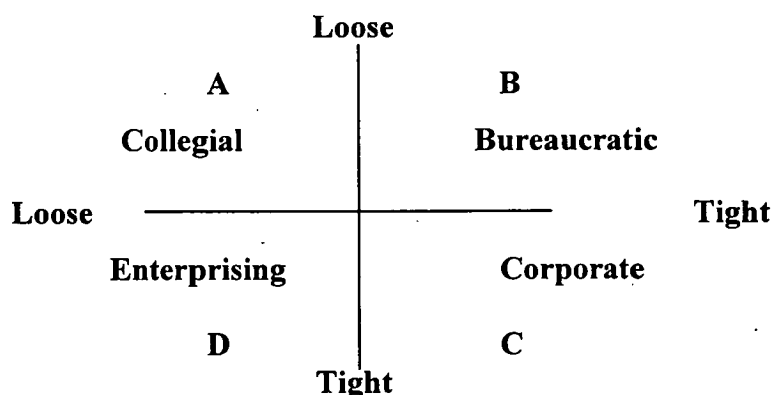 Loose
A B
Collegial Bureaucratic
Loose Tight
Enterprising Corporate
D C
Tight